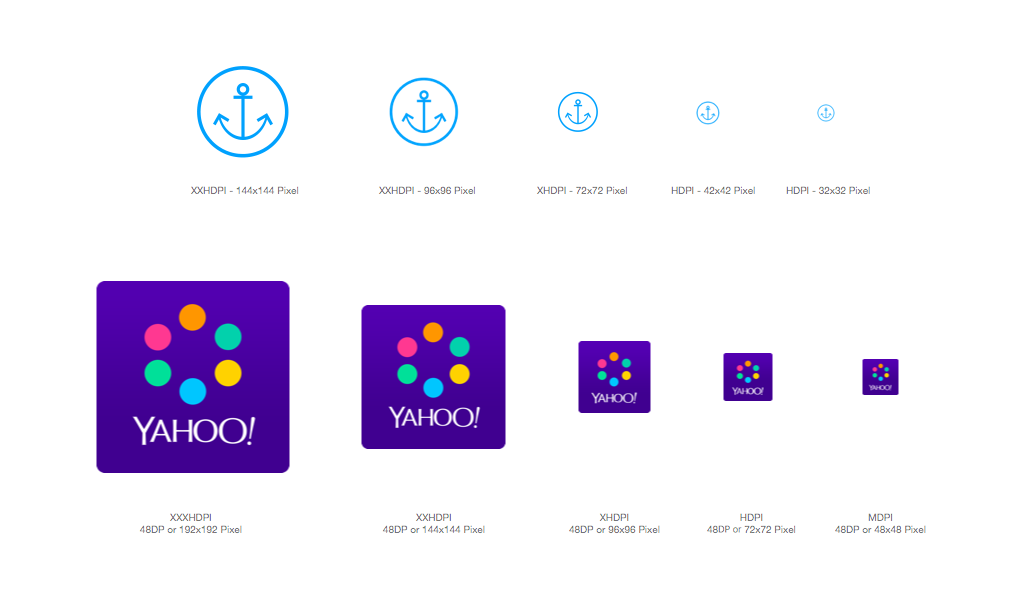 XXHDPI - 144x144 Pixel
XXHDPI - 96x96 Pixel
XHDPI - 72x72 Pixel
HDPI - 42x42 Pixel
HDPI - 32x32 Pixel
YAHOO!
YAHOO!
YAHOO!
YAHOO!
YAHOO!
XXXHDPI
48DP or 192x192 Pixel
XXHDPI
48DP or 144x144 Pixel
XHDPI
48DP or 96x96 Pixel
HDPI
48DP or 72x72 Pixel
MDPI
48DP or 48x48 Pixel